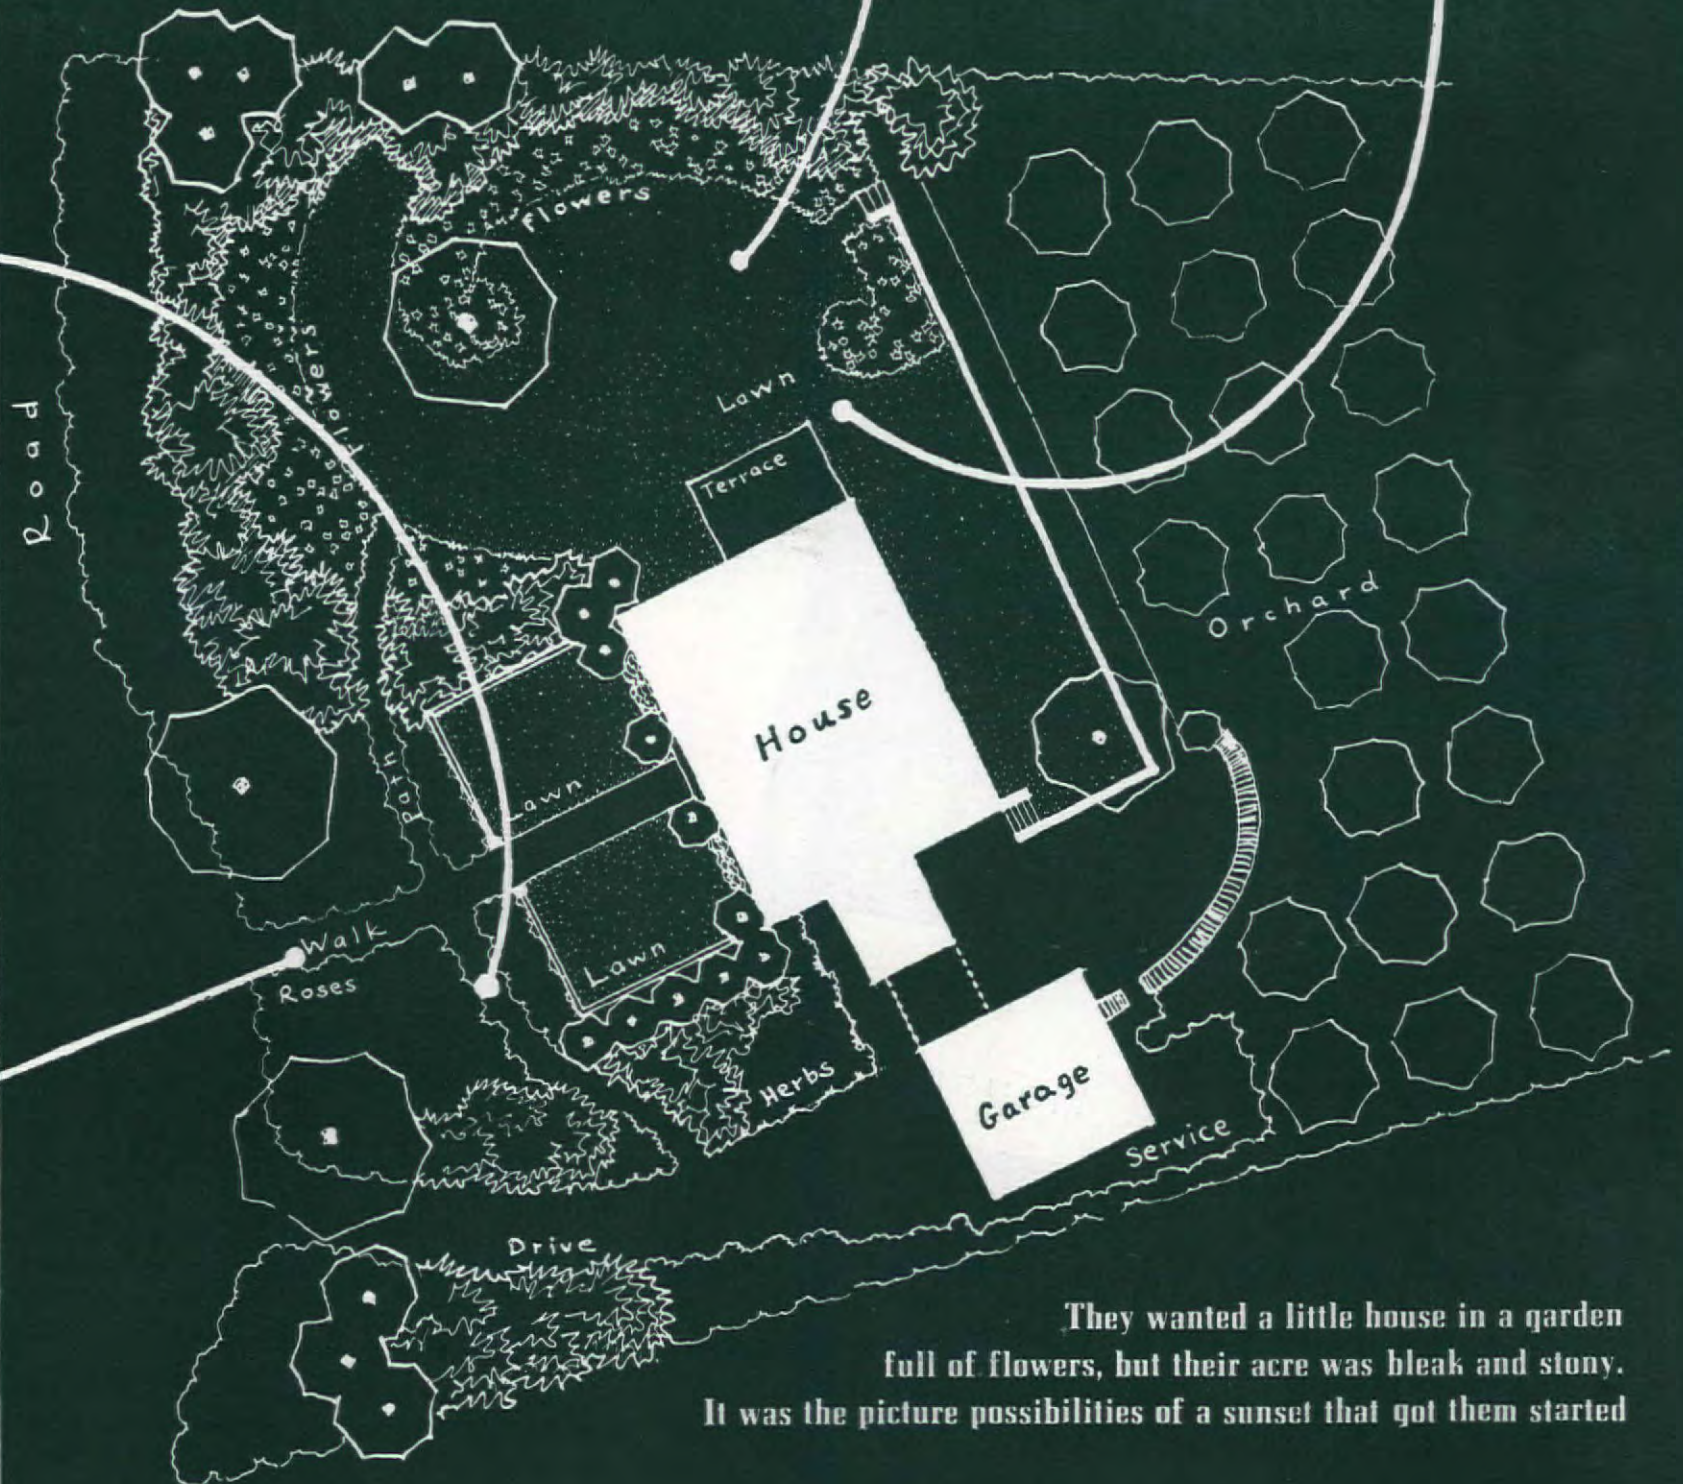 flowers
flowers
Road
Lawn
Terrace
Orchard
House
Lawn
Path
Walk
Roses
Lawn
Herbs
Garage
Service
Drive
They wanted a little house in a garden
full of flowers, but their acre was bleak and stony.
It was the picture possibilities of a sunset that got them started